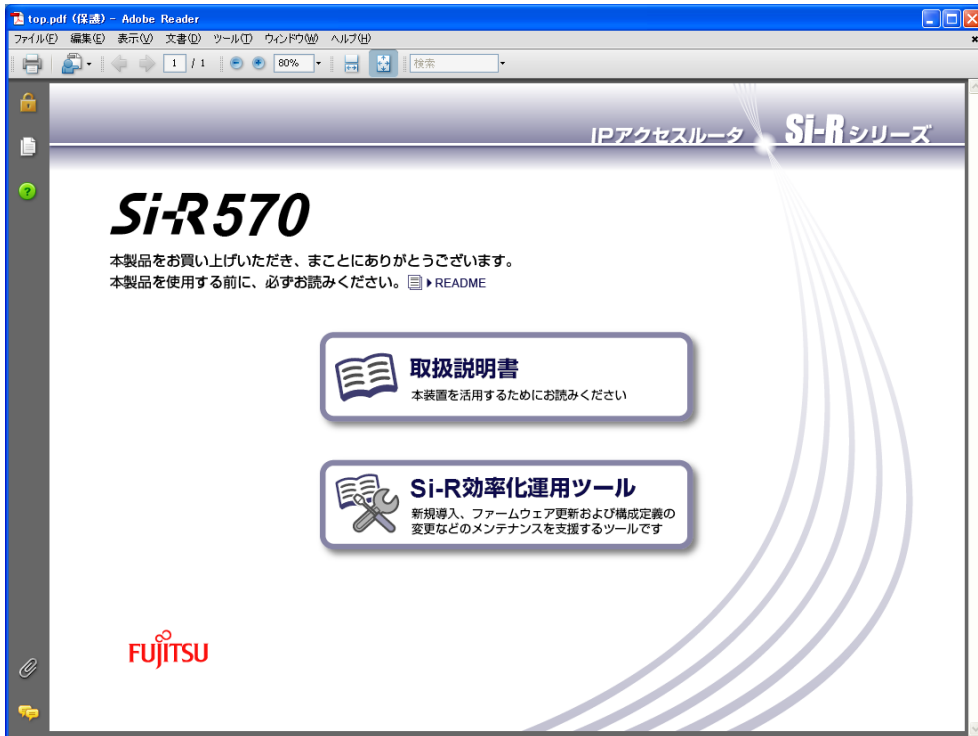 top.pdf (保護) - Adobe Reader
ファイル(F) 編集(E) 表示(V) 文書(D) ツール(T) ウィンドウ(W) ヘルプ(H)
1 / 1 80% 検索
IPアクセスルータ Si-Rシリーズ
Si-R570
本製品をお買い上げいただき、まことにありがとうございます。
本製品を使用する前に、必ずお読みください。 README
取扱説明書
本装置を活用するためにお読みください
Si-R効率化運用ツール
新規導入、ファームウェア更新および構成定義の
変更などのメンテナンスを支援するツールです
FUJITSU